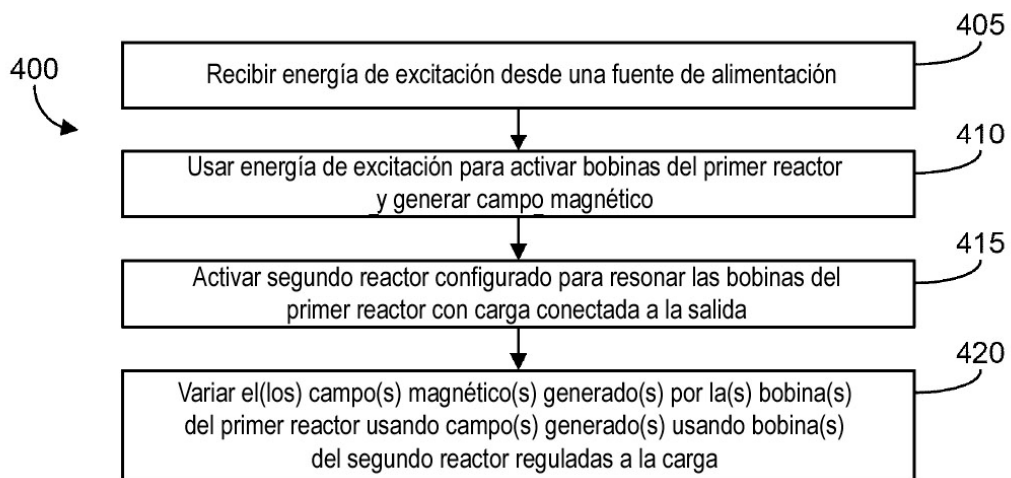 400
405
Recibir energía de excitación desde una fuente de alimentación
410
Usar energía de excitación para activar bobinas del primer reactor
y generar campo magnético
415
Activar segundo reactor configurado para resonar las bobinas del
primer reactor con carga conectada a la salida
420
Variar el(los) campo(s) magnético(s) generado(s) por la(s) bobina(s)
del primer reactor usando campo(s) generado(s) usando bobina(s)
del segundo reactor reguladas a la carga